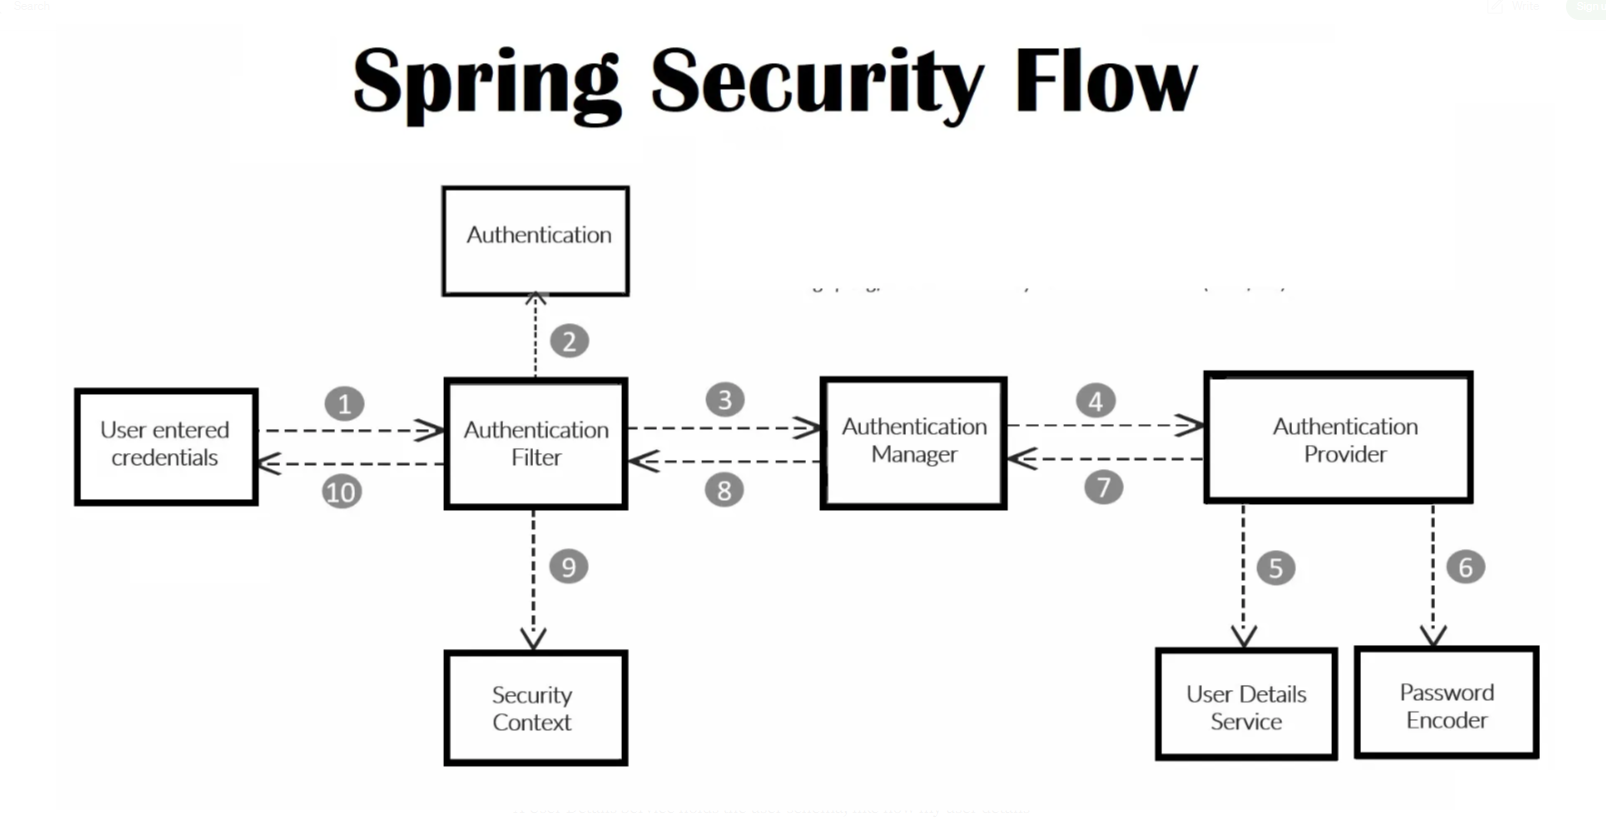 Spring Security Flow
Authentication
2
User entered
credentials
1
10
Authentication
Filter
3
8
Authentication
Manager
4
7
Authentication
Provider
9
5
6
Security
Context
User Details
Service
Password
Encoder